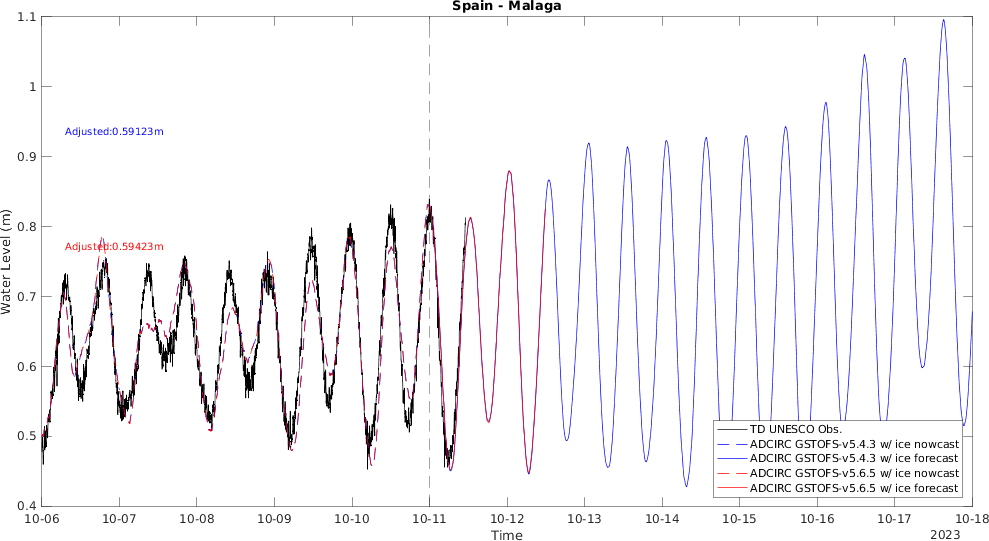 Spain - Malaga
Water Level (m)
1.1
1
0.9
0.8
0.7
0.6
0.5
0.4
Adjusted:0.59123m
Adjusted:0.59423m
TD UNESCO Obs.
ADCIRC GSTOFS-v5.4.3 w/ ice nowcast
ADCIRC GSTOFS-v5.4.3 w/ ice forecast
ADCIRC GSTOFS-v5.6.5 w/ ice nowcast
ADCIRC GSTOFS-v5.6.5 w/ ice forecast
10-06 10-07 10-08 10-09 10-10 10-11 10-12 10-13 10-14 10-15 10-16 10-17 10-18
Time
2023